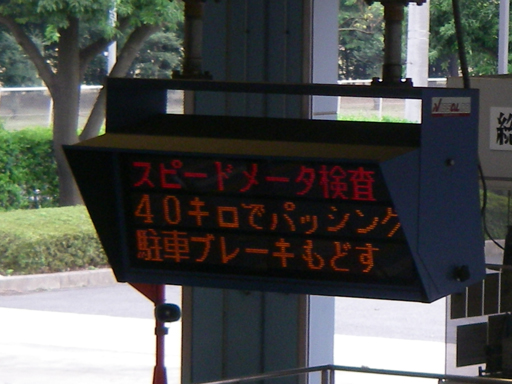 スピードメータ検査
40キロでパッシング
駐車ブレーキもどす